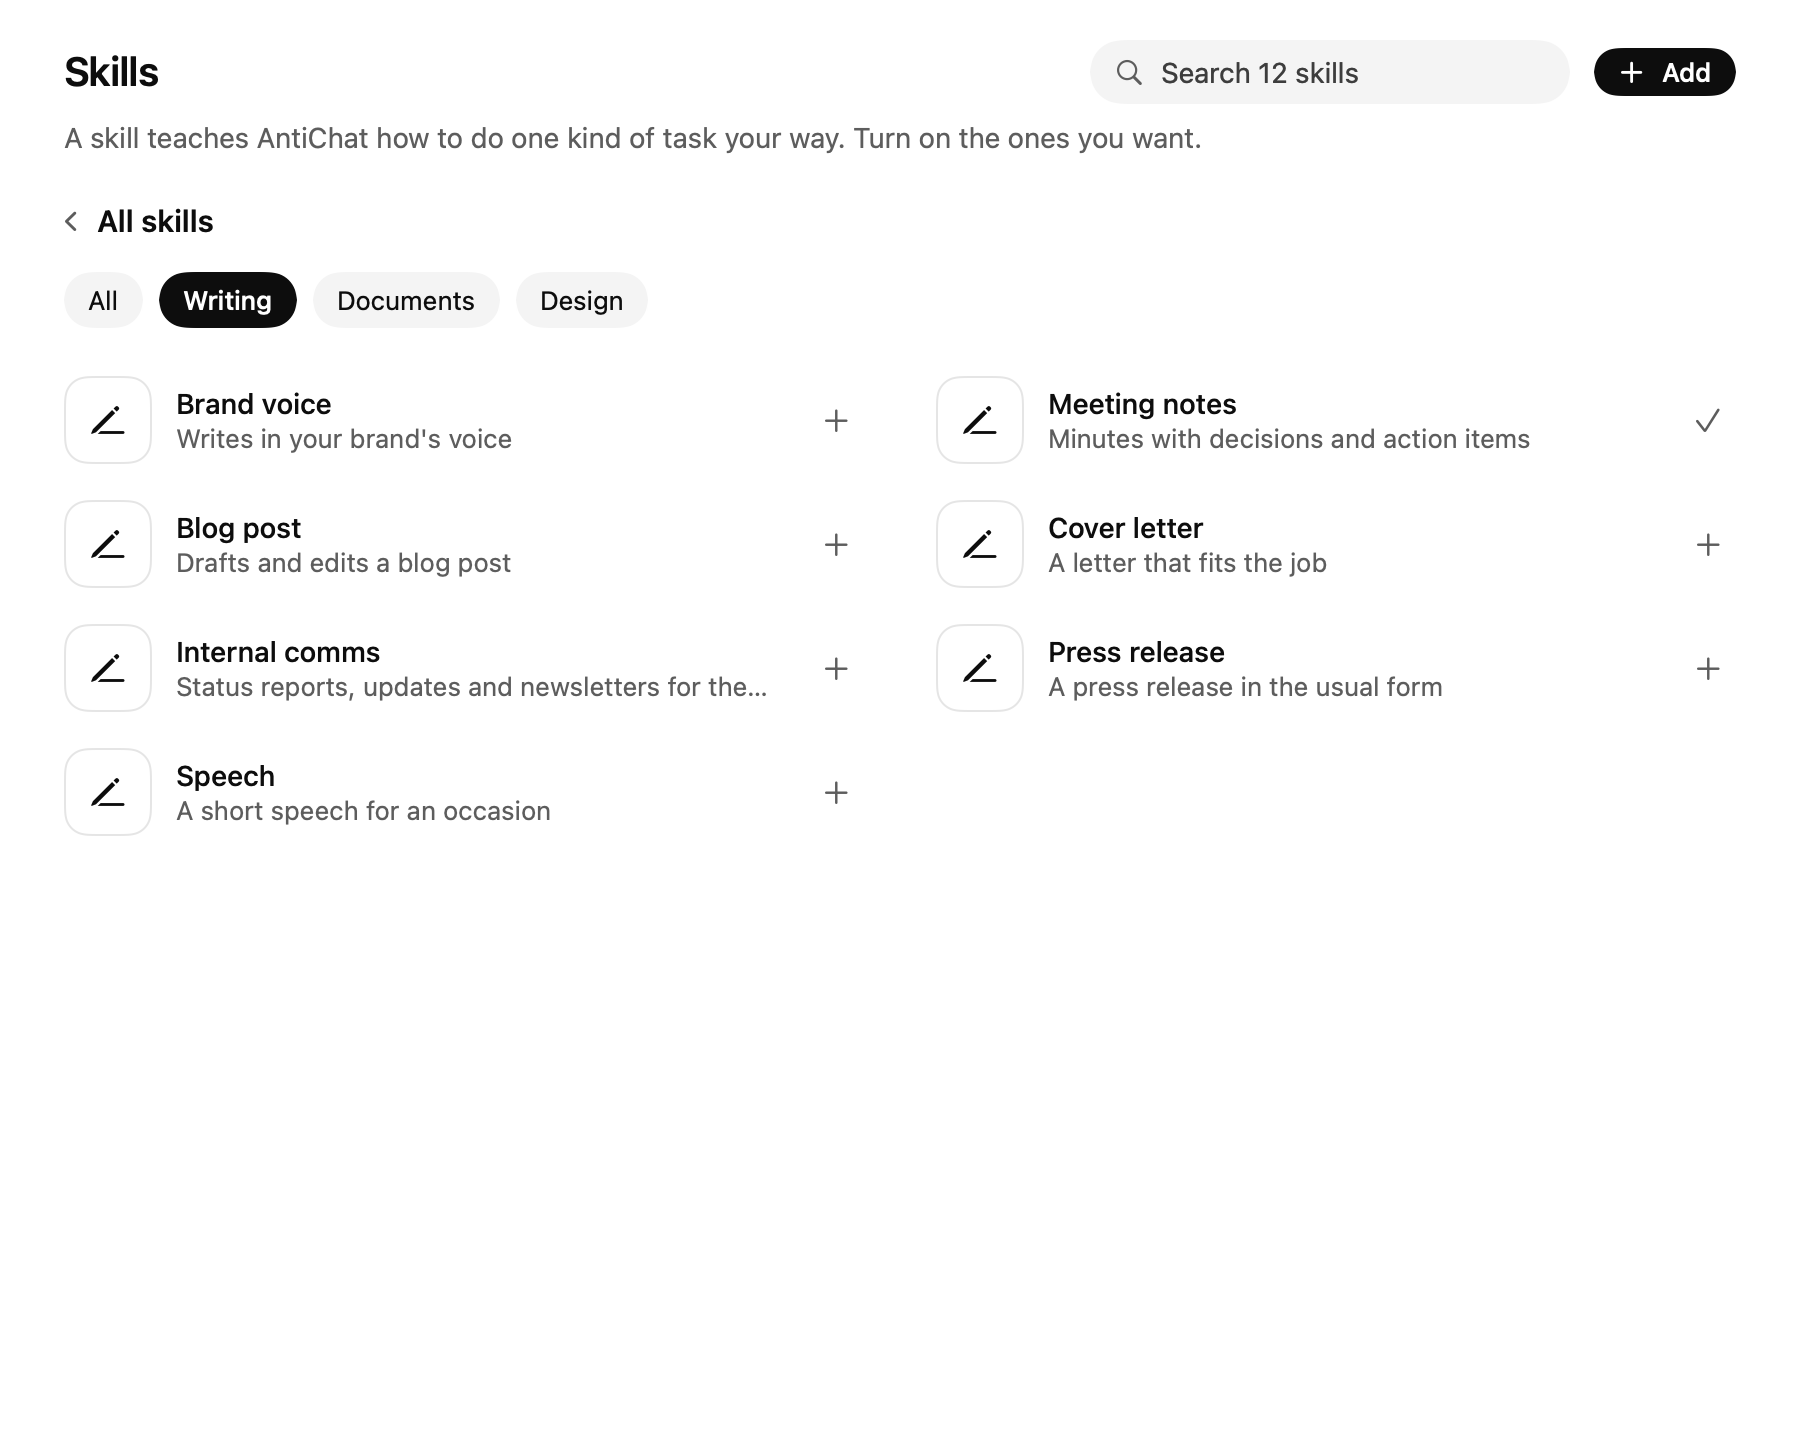 Skills
Search 12 skills
Add
A skill teaches AntiChat how to do one kind of task your way. Turn on the ones you want.
All skills
All
Writing
Documents
Design
Brand voice
Writes in your brand's voice
Meeting notes
Minutes with decisions and action items
Blog post
Drafts and edits a blog post
Cover letter
A letter that fits the job
Internal comms
Status reports, updates and newsletters for the...
Press release
A press release in the usual form
Speech
A short speech for an occasion